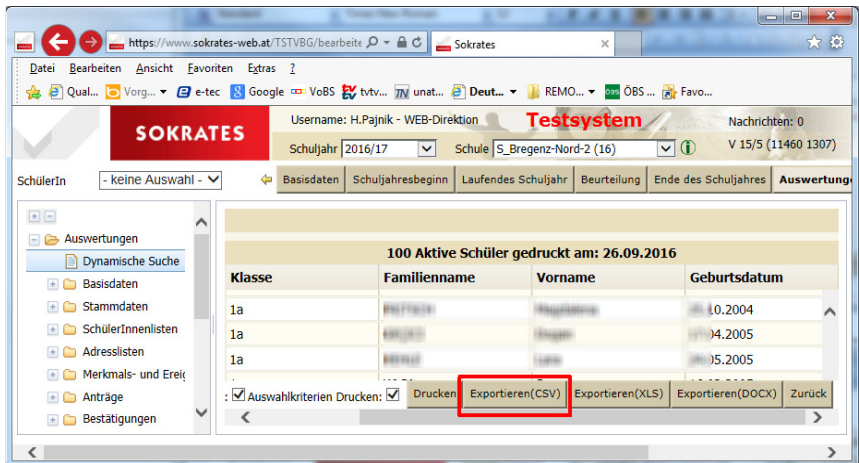 https://www.sokrates-web.at/TSTVBG/bearbeite
Sokrates
Datei Bearbeiten Ansicht Favoriten Extras ?
Qual... Vorg... e-tec Google VoBS tvtv... unat... Deut... REMO... ÖBS ... Favo...
SOKRATES
Username: H.Pajnik - WEB-Direktion Testsystem Nachrichten: 0
Schuljahr 2016/17 Schule S_Bregenz-Nord-2 (16) V 15/5 (11460 1307)
SchülerIn - keine Auswahl - Basisdaten Schuljahresbeginn Laufendes Schuljahr Beurteilung Ende des Schuljahres Auswertunge
Auswertungen
Dynamische Suche
Basisdaten
Stammdaten
SchülerInnenlisten
Adresslisten
Merkmals- und Ereig
Anträge
Bestätigungen
100 Aktive Schüler gedruckt am: 26.09.2016
Klasse Familienname Vorname Geburtsdatum
1a .0.2004
1a 04.2005
1a 05.2005
: Auswahlkriterien Drucken: Drucken Exportieren(CSV) Exportieren(XLS) Exportieren(DOCX) Zurück